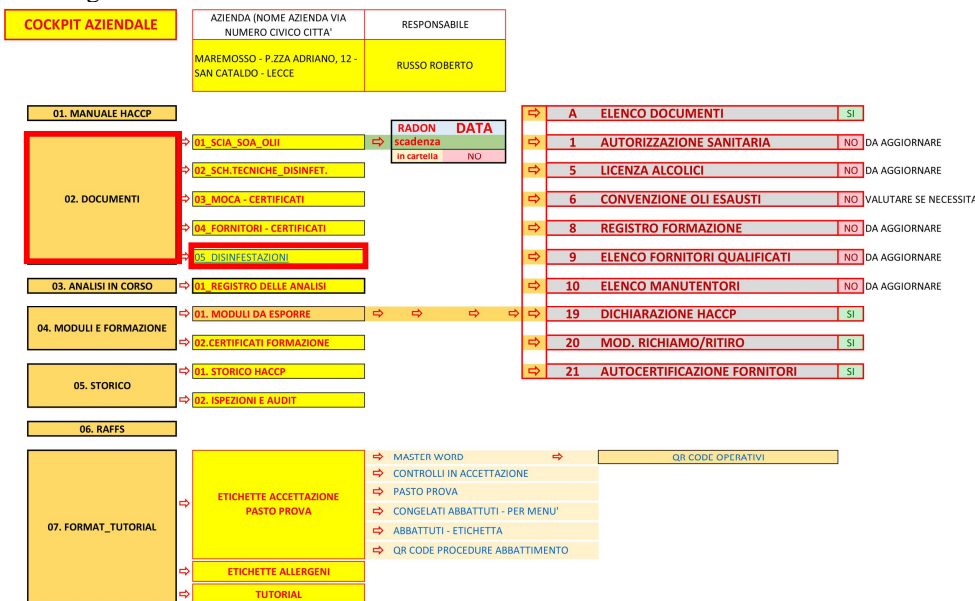 COCKPIT AZIENDALE
AZIENDA (NOME AZIENDA VIA
NUMERO CIVICO CITTA'
RESPONSABILE
MAREMOSSO - P.ZZA ADRIANO, 12 -
SAN CATALDO - LECCE
RUSSO ROBERTO
01. MANUALE HACCP
⇨ A ELENCO DOCUMENTI SI
RADON DATA
⇨ 01_SCIA_SOA_OLII ⇨ scadenza
in cartella NO
⇨ 1 AUTORIZZAZIONE SANITARIA NO DA AGGIORNARE
⇨ 02_SCH.TECNICHE_DISINFET.
⇨ 5 LICENZA ALCOLICI NO DA AGGIORNARE
02. DOCUMENTI
⇨ 03_MOCA - CERTIFICATI
⇨ 6 CONVENZIONE OLI ESAUSTI NO VALUTARE SE NECESSITA
⇨ 04_FORNITORI - CERTIFICATI
⇨ 8 REGISTRO FORMAZIONE NO DA AGGIORNARE
⇨ 05_DISINFESTAZIONI
⇨ 9 ELENCO FORNITORI QUALIFICATI NO DA AGGIORNARE
03. ANALISI IN CORSO ⇨ 01_REGISTRO DELLE ANALISI
⇨ 10 ELENCO MANUTENTORI NO DA AGGIORNARE
04. MODULI E FORMAZIONE
⇨ 01. MODULI DA ESPORRE ⇨ ⇨ ⇨ ⇨ ⇨ 19 DICHIARAZIONE HACCP SI
⇨ 02.CERTIFICATI FORMAZIONE
⇨ 20 MOD. RICHIAMO/RITIRO SI
05. STORICO
⇨ 01. STORICO HACCP
⇨ 21 AUTOCERTIFICAZIONE FORNITORI SI
⇨ 02. ISPEZIONI E AUDIT
06. RAFFS
07. FORMAT_TUTORIAL
⇨ ETICHETTE ACCETTAZIONE
PASTO PROVA
⇨ MASTER WORD ⇨ QR CODE OPERATIVI
⇨ CONTROLLI IN ACCETTAZIONE
⇨ PASTO PROVA
⇨ CONGELATI ABBATTUTI - PER MENU'
⇨ ABBATTUTI - ETICHETTA
⇨ QR CODE PROCEDURE ABBATTIMENTO
⇨ ETICHETTE ALLERGENI
⇨ TUTORIAL